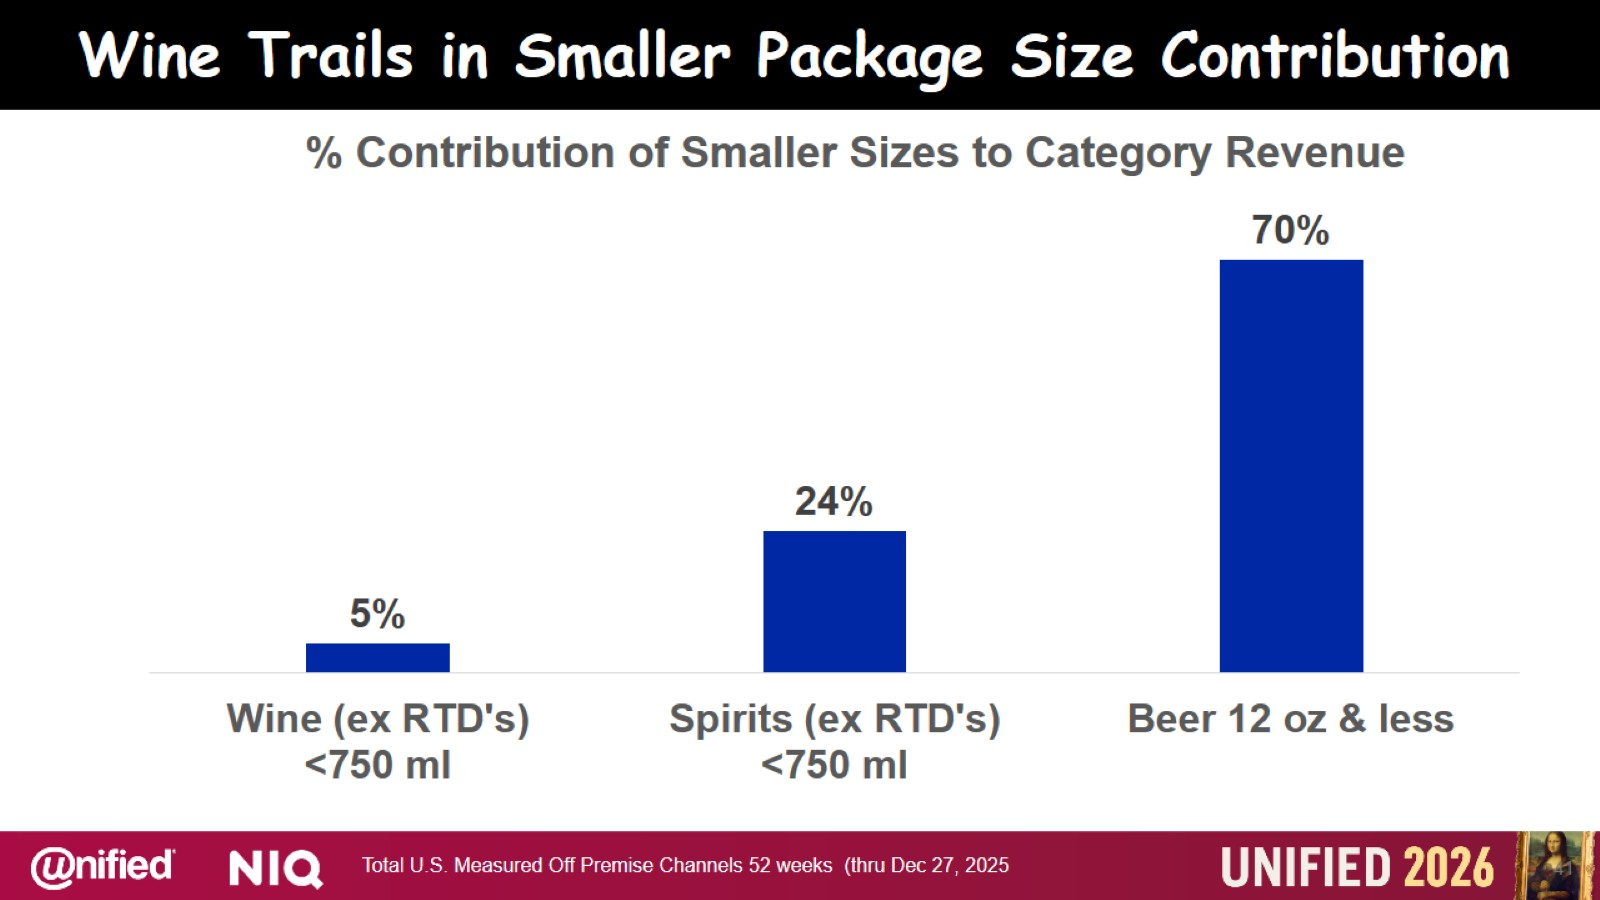 Wine Trails in Smaller Package Size Contribution
% Contribution of Smaller Sizes to Category Revenue
70%
24%
5%
Wine (ex RTD's)
<750 ml
Spirits (ex RTD's)
<750 ml
Beer 12 oz & less
@unified
NIQ
Total U.S. Measured Off Premise Channels 52 weeks  (thru Dec 27, 2025
UNIFIED 2026
41